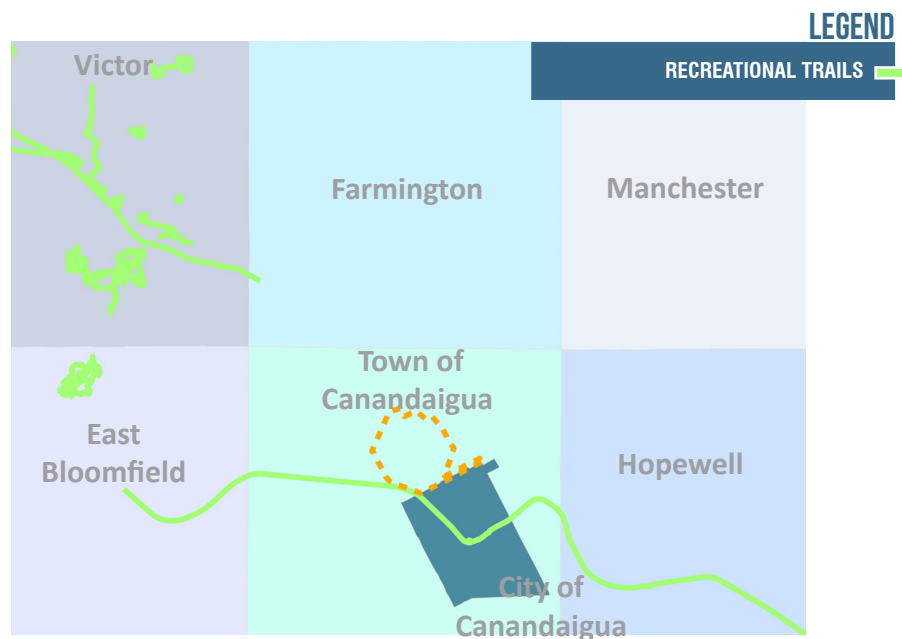 LEGEND
RECREATIONAL TRAILS
Victor
Farmington
Manchester
Town of
Canandaigua
East
Bloomfield
Hopewell
City of
Canandaigua